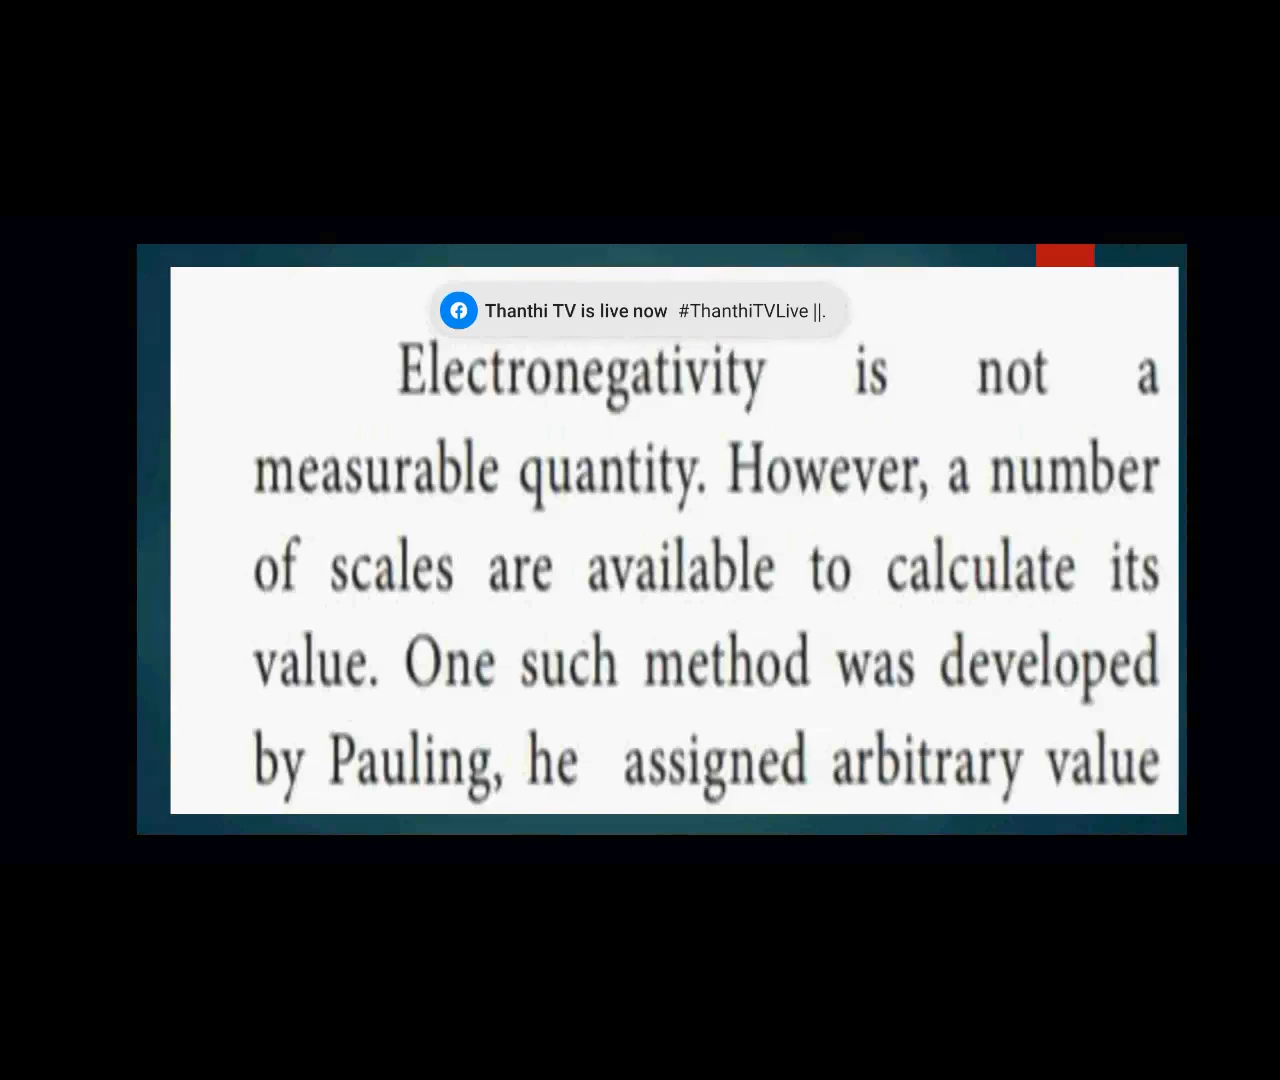 Thanthi TV is live now #ThanthiTVLive ||.
Electronegativity is not a
measurable quantity. However, a number
of scales are available to calculate its
value. One such method was developed
by Pauling, he assigned arbitrary value